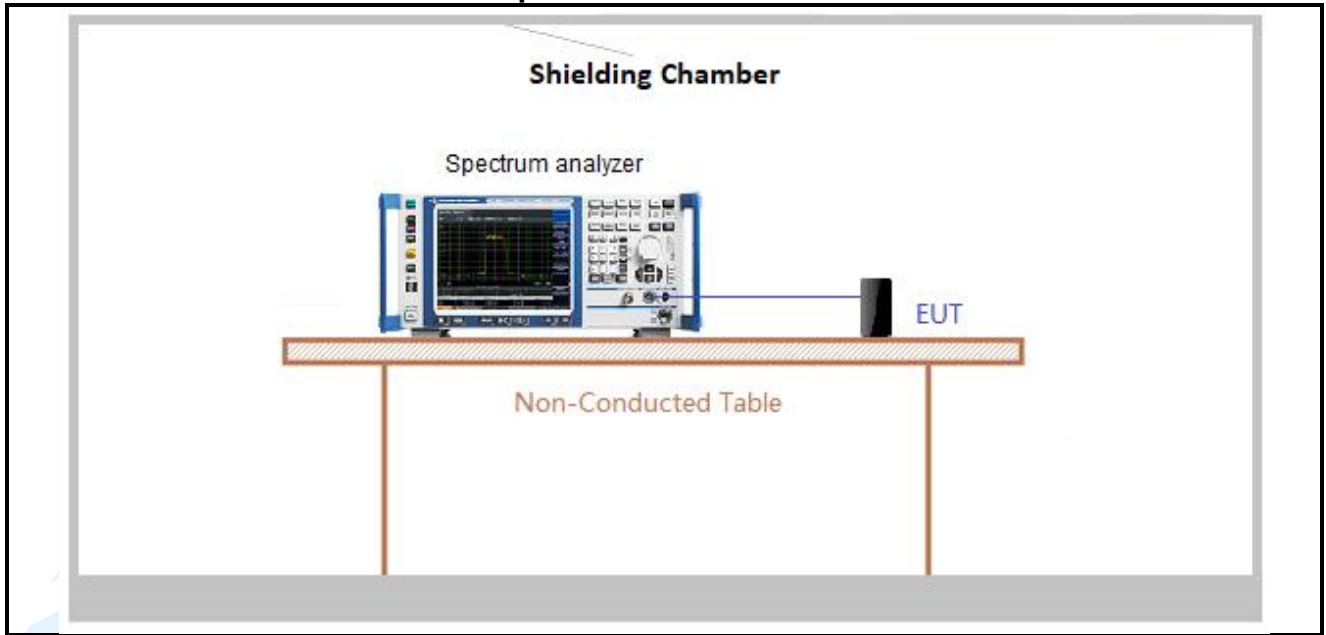 Shielding Chamber
Spectrum analyzer
EUT
Non-Conducted Table